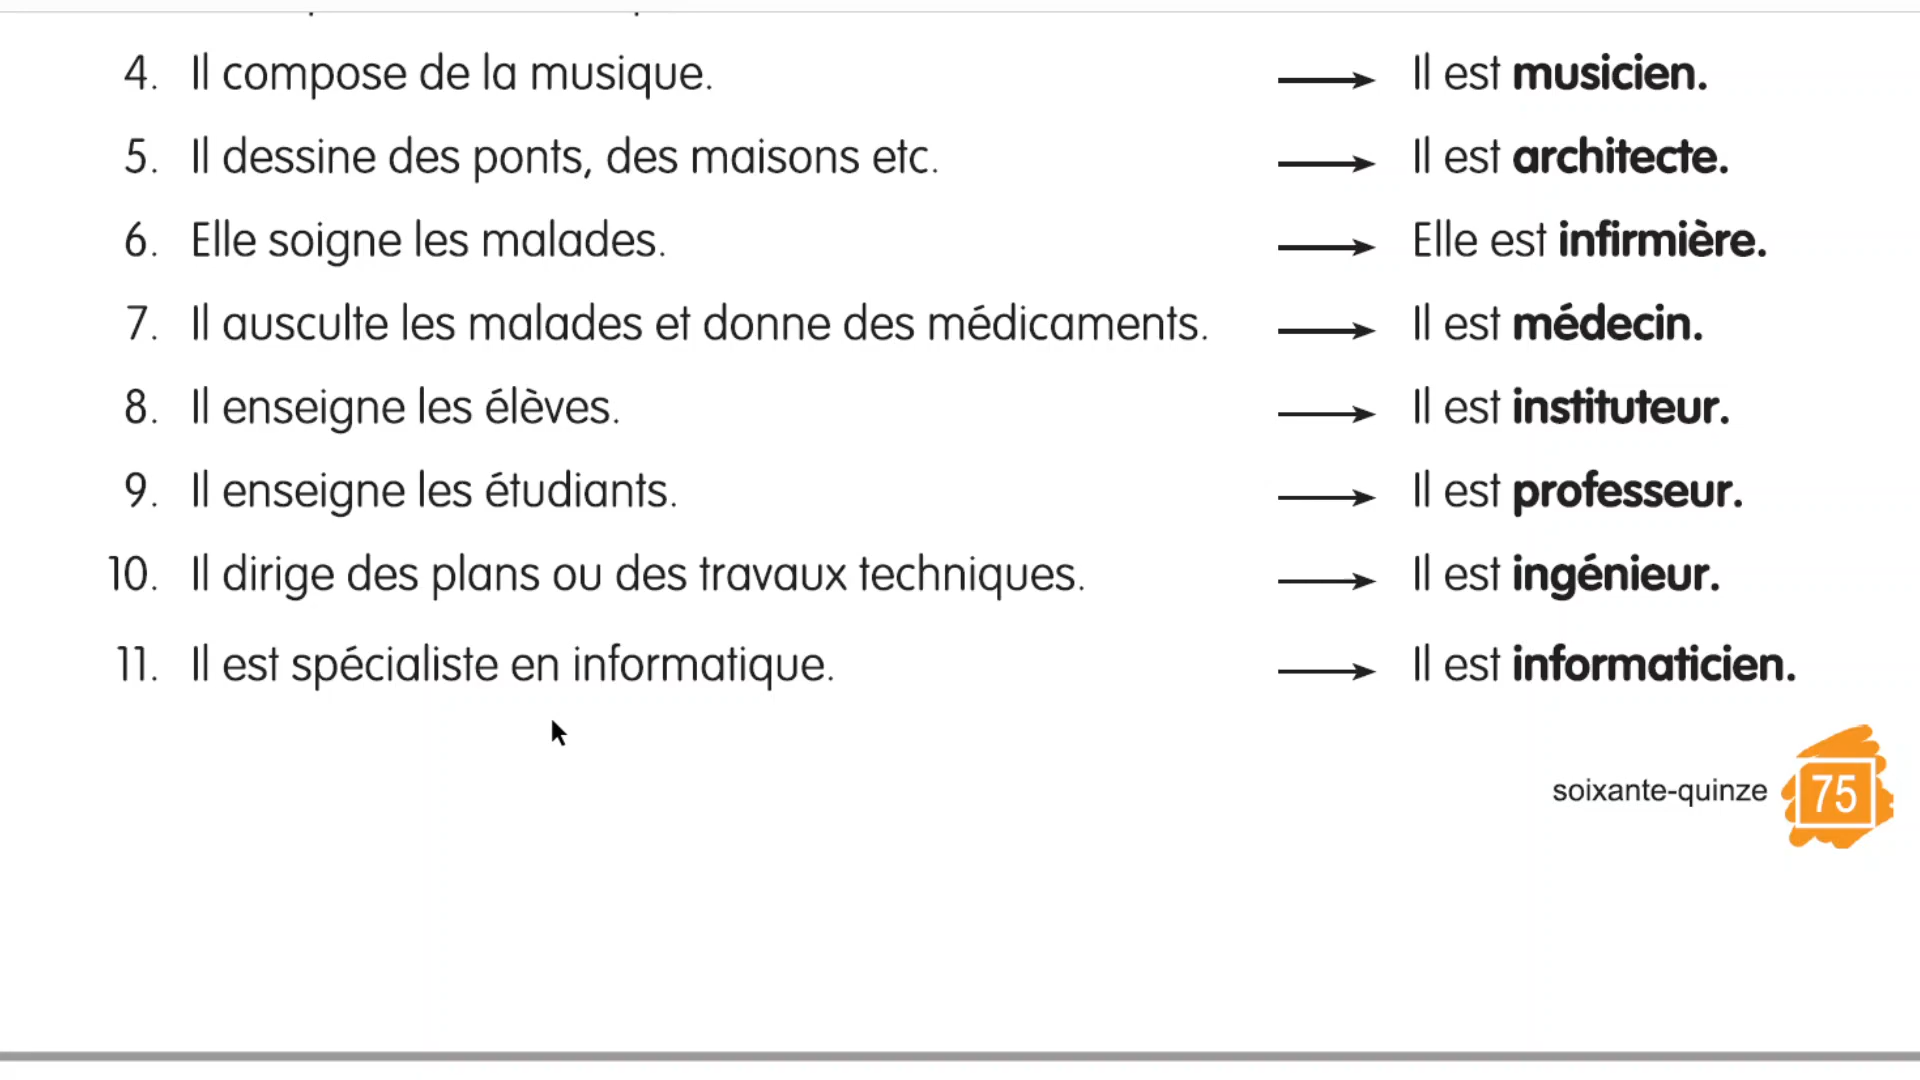 4. Il compose de la musique. Il est musicien.
5. Il dessine des ponts, des maisons etc. Il est architecte.
6. Elle soigne les malades. Elle est infirmière.
7. Il ausculte les malades et donne des médicaments. Il est médecin.
8. Il enseigne les élèves. Il est instituteur.
9. Il enseigne les étudiants. Il est professeur.
10. Il dirige des plans ou des travaux techniques. Il est ingénieur.
11. Il est spécialiste en informatique. Il est informaticien.
soixante-quinze 75